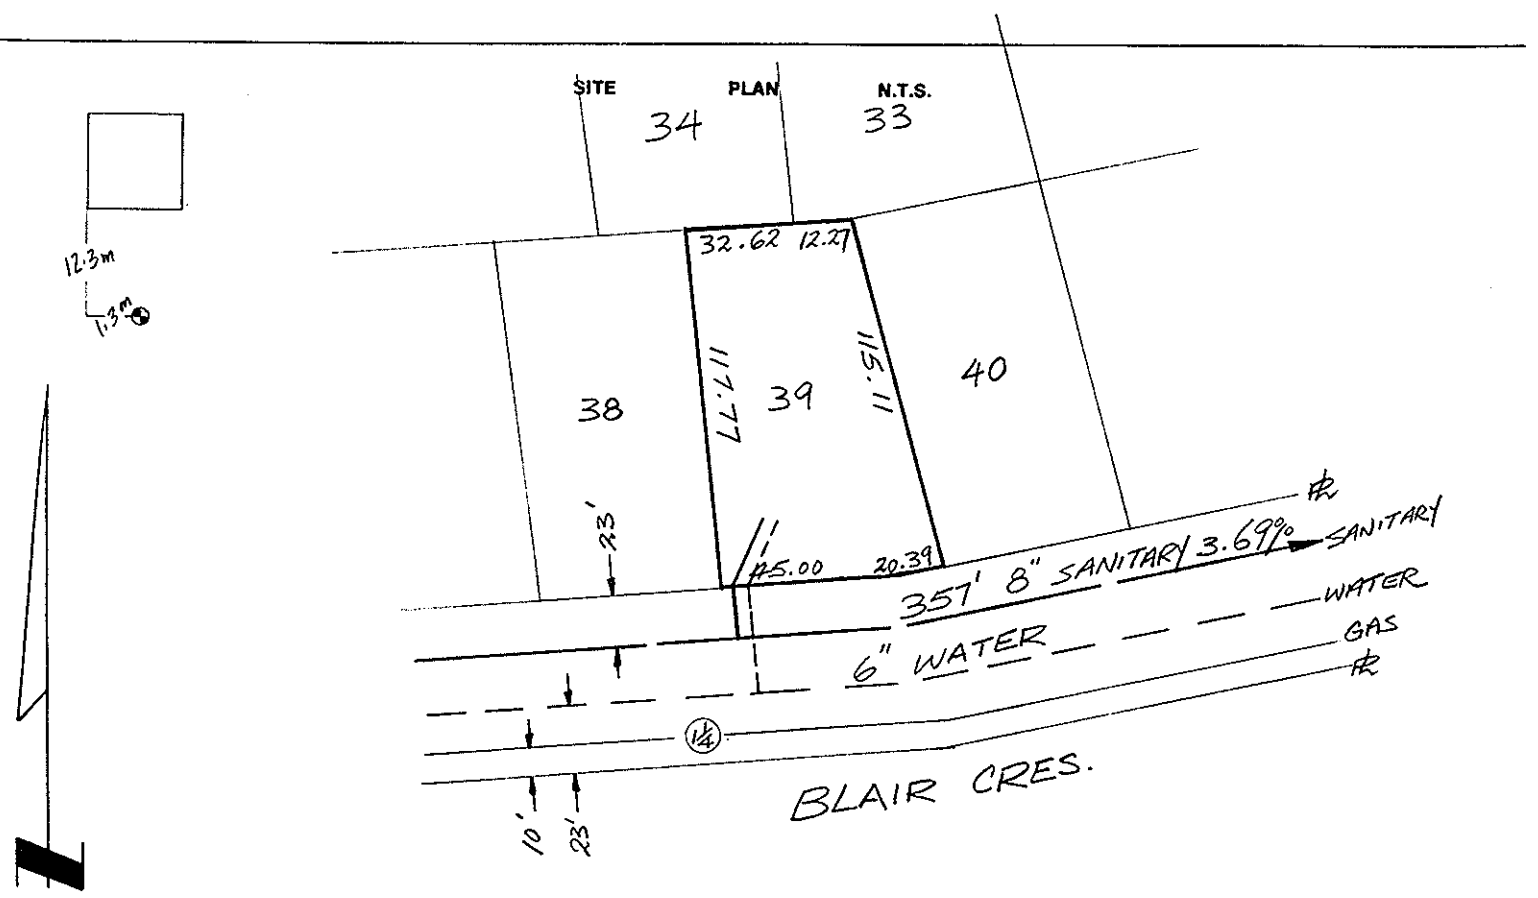 SITE PLAN N.T.S.
34 33
32.62 12.27
12.3m
1.3m
117.77
115.11
38 39 40
23'
45.00 20.39
357' 8" SANITARY 3.69% SANITARY
6" WATER WATER
GAS
1 1/4
10'
23'
BLAIR CRES.